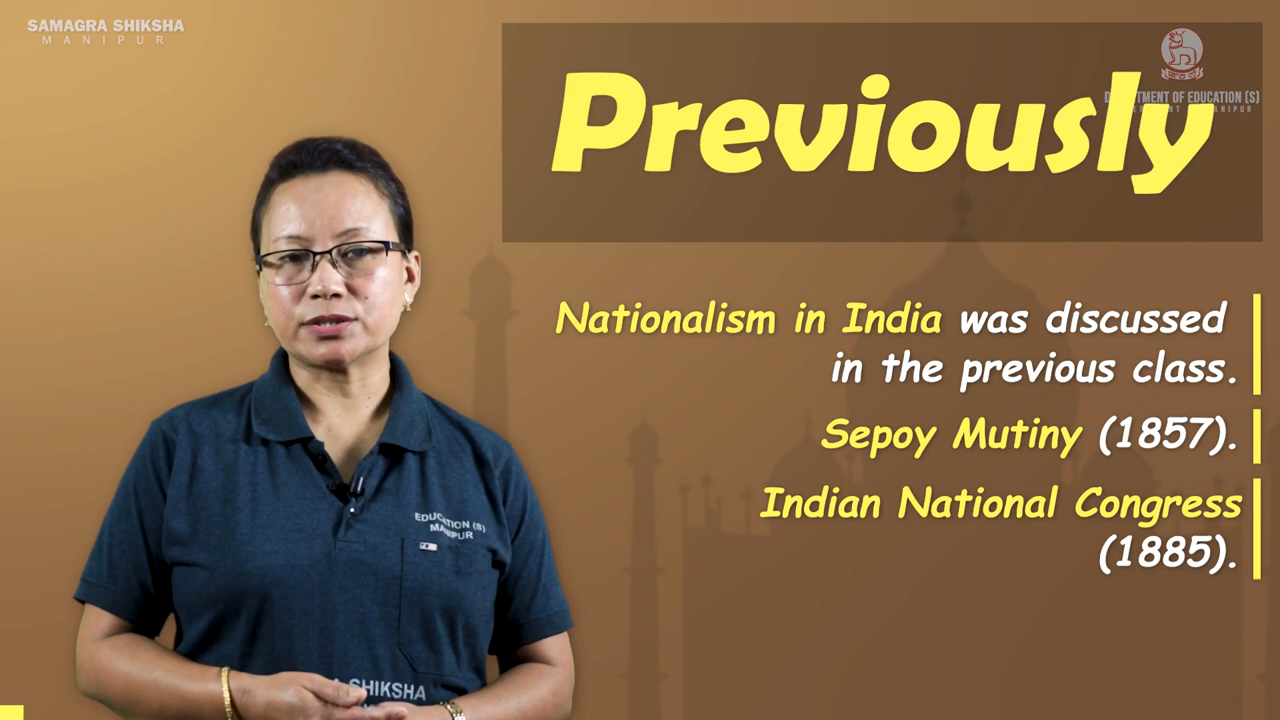 SAMAGRA SHIKSHA
MANIPUR
Previously
OF EDUCATION (S)
Nationalism in India was discussed
in the previous class.
Sepoy Mutiny (1857).
Indian National Congress
(1885).
EDUCATION (S)
MANIPUR
SHIKSHA